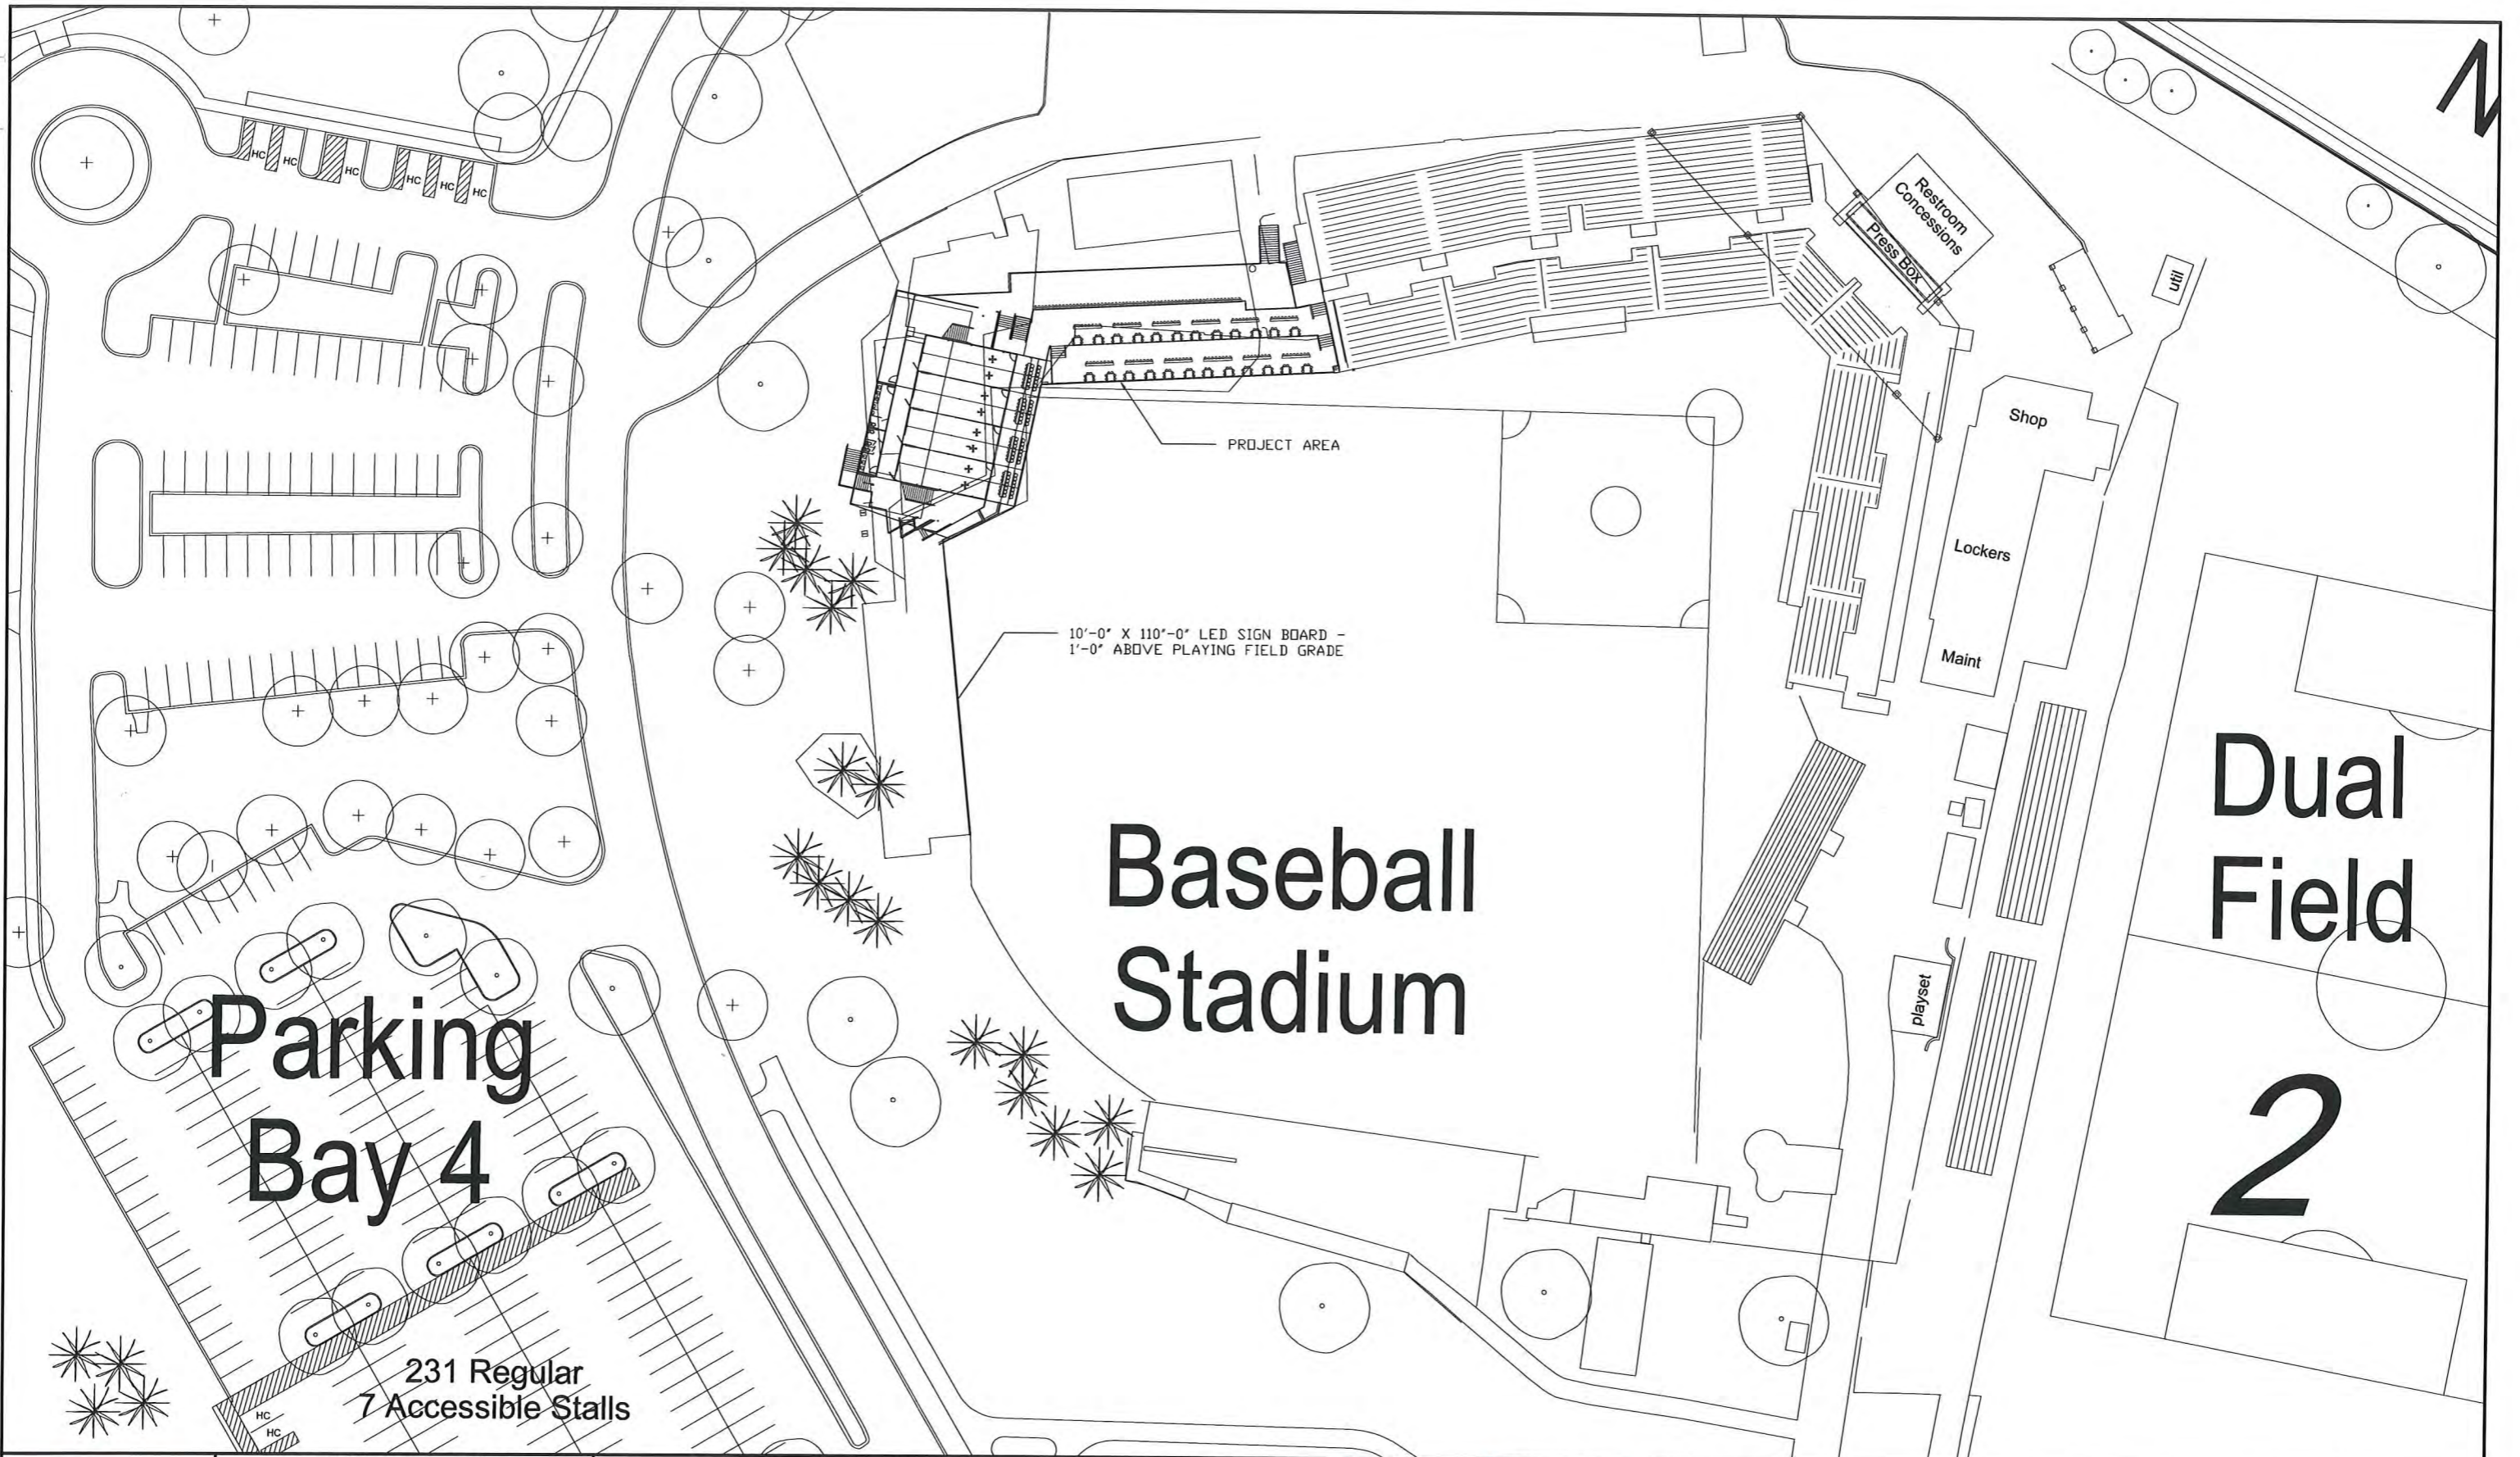 N
HC
HC
HC
HC
HC
HC
Restroom
Concessions
Press Box
util
Shop
PROJECT AREA
Lockers
10'-0" X 110'-0" LED SIGN BOARD -
1'-0" ABOVE PLAYING FIELD GRADE
Maint
Dual
Field
2
Baseball
Stadium
playset
Parking
Bay 4
231 Regular
7 Accessible Stalls
HC
HC